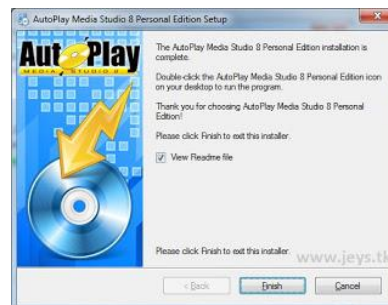 AutoPlay Media Studio 8 Personal Edition Setup
AutoPlay
MEDIA STUDIO 8
The AutoPlay Media Studio 8 Personal Edition installation is
complete.
Double-click the AutoPlay Media Studio 8 Personal Edition icon
on your desktop to run the program.
Thank you for choosing AutoPlay Media Studio 8 Personal
Edition!
Please click Finish to exit this installer.
View Readme file
Please click Finish to exit this installer.
www.jeys.tk
< Back
Finish
Cancel